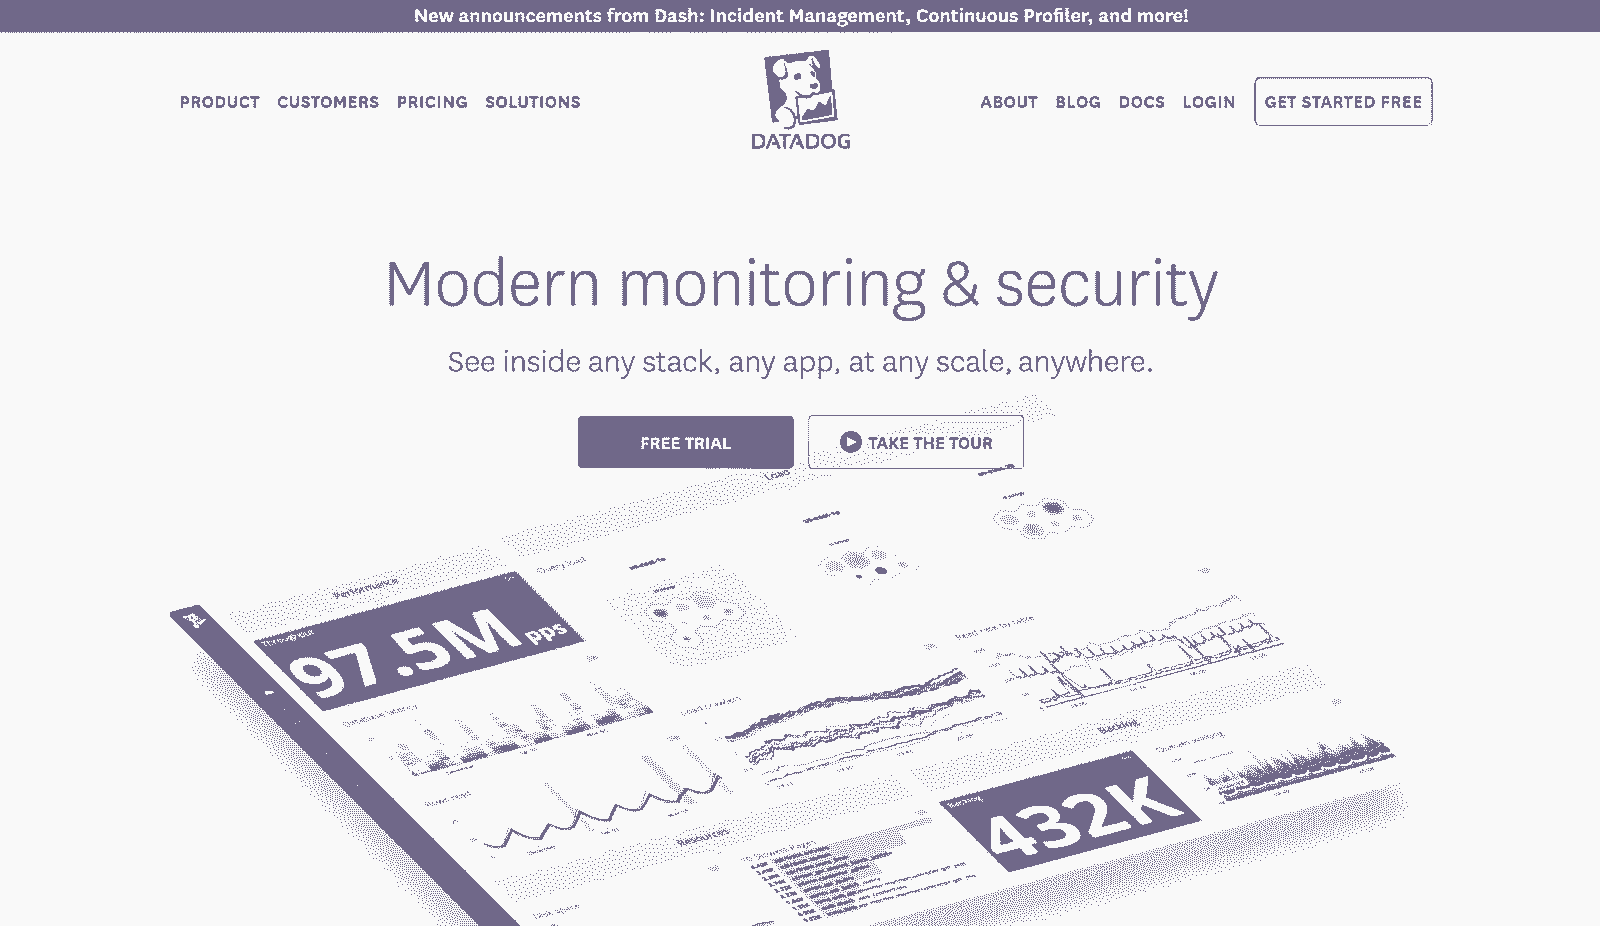 New announcements from Dash: Incident Management, Continuous Profiler, and more!
PRODUCT CUSTOMERS PRICING SOLUTIONS
DATADOG
ABOUT BLOG DOCS LOGIN GET STARTED FREE
Modern monitoring & security
See inside any stack, any app, at any scale, anywhere.
FREE TRIAL
TAKE THE TOUR
Performance
97.5M pps
Resources
432K